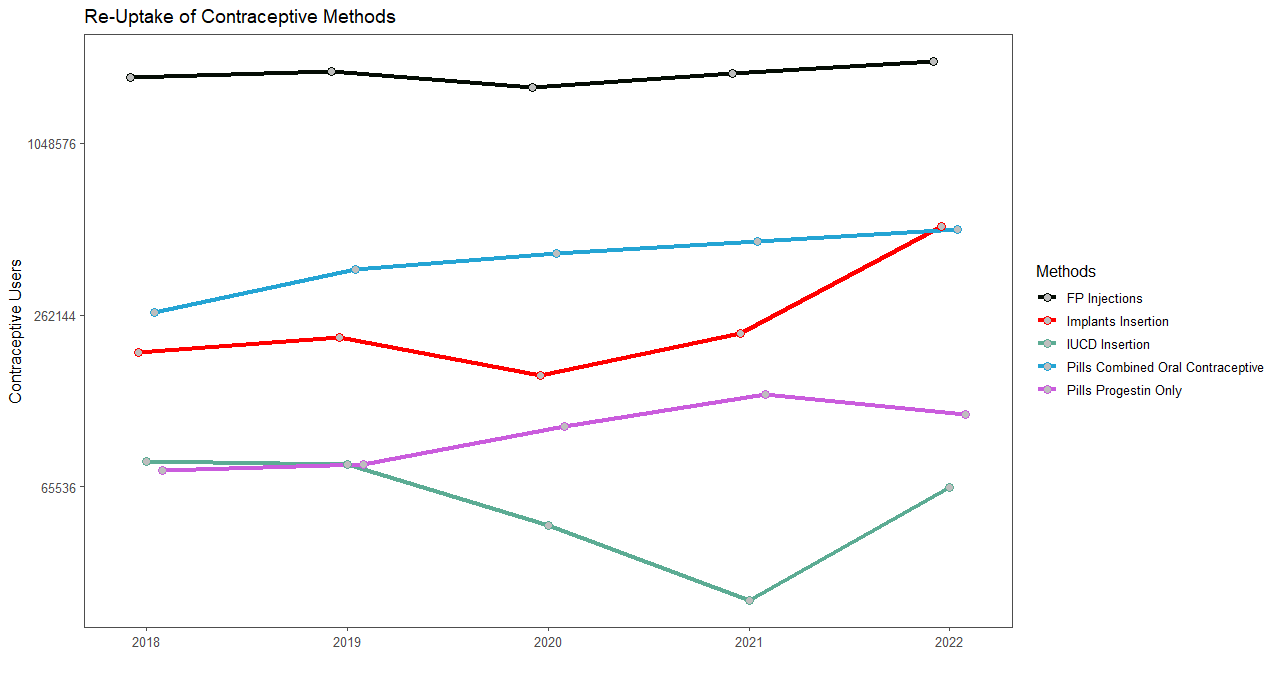 Re-Uptake of Contraceptive Methods
Contraceptive Users
1048576
262144
65536
2018
2019
2020
2021
2022
Methods
FP Injections
Implants Insertion
IUCD Insertion
Pills Combined Oral Contraceptive
Pills Progestin Only